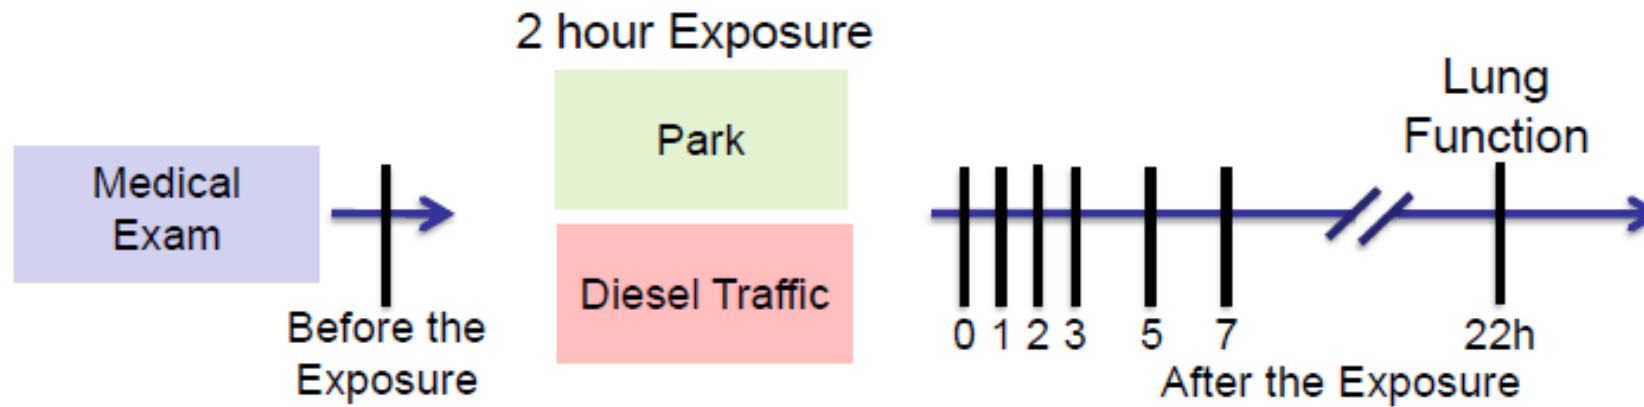 2 hour Exposure
Medical
Exam
Before the
Exposure
Park
Diesel Traffic
Lung
Function
0 1 2 3 5 7 22h
After the Exposure